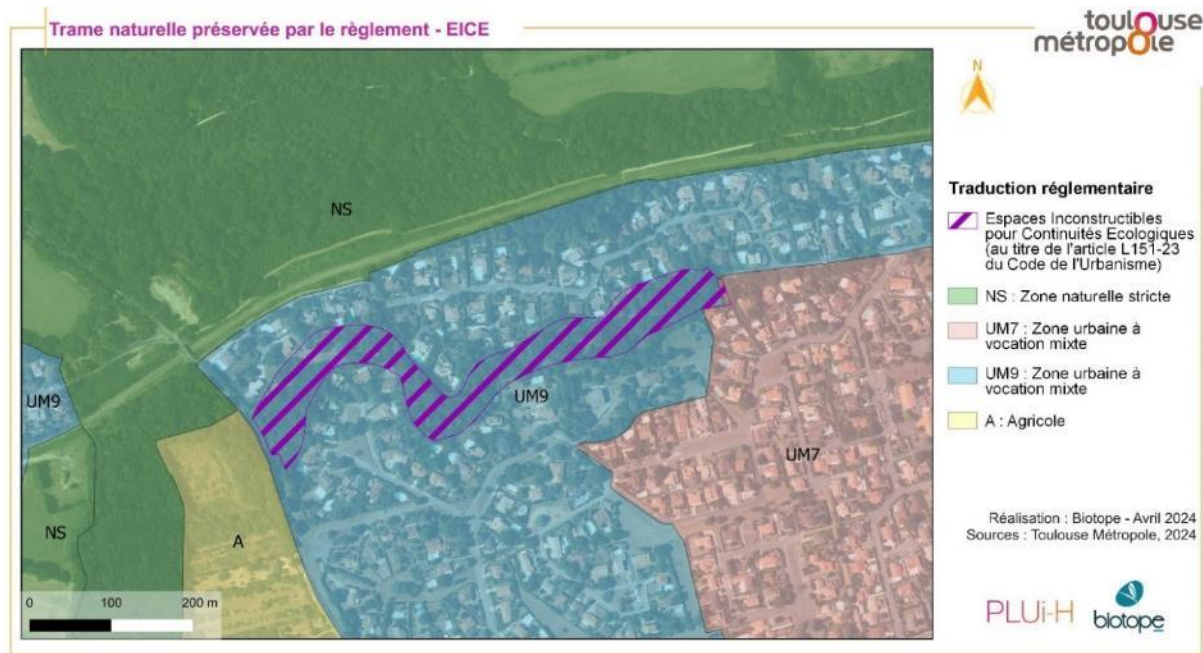 Trame naturelle préservée par le règlement - EICE
toulouse
métropole
N
Traduction réglementaire
Espaces Inconstructibles
pour Continuités Ecologiques
(au titre de l'article L151-23
du Code de l'Urbanisme)
NS : Zone naturelle stricte
UM7 : Zone urbaine à
vocation mixte
UM9 : Zone urbaine à
vocation mixte
A : Agricole
NS
UM9
UM9
UM7
NS
A
0 100 200 m
Réalisation : Biotope - Avril 2024
Sources : Toulouse Métropole, 2024
PLUi-H
biotope